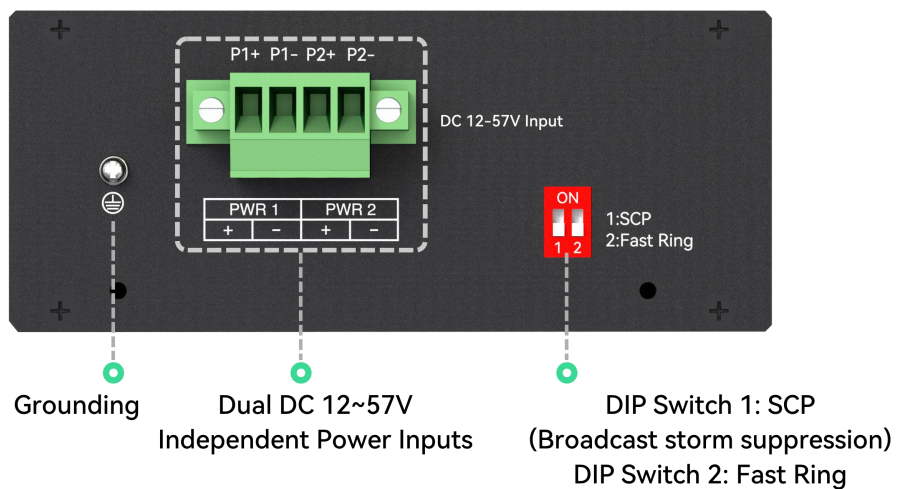 P1+ P1- P2+ P2-
DC 12-57V Input
PWR 1 PWR 2
+ - + -
ON
1 2
1:SCP
2:Fast Ring
Grounding
Dual DC 12~57V
Independent Power Inputs
DIP Switch 1: SCP
(Broadcast storm suppression)
DIP Switch 2: Fast Ring